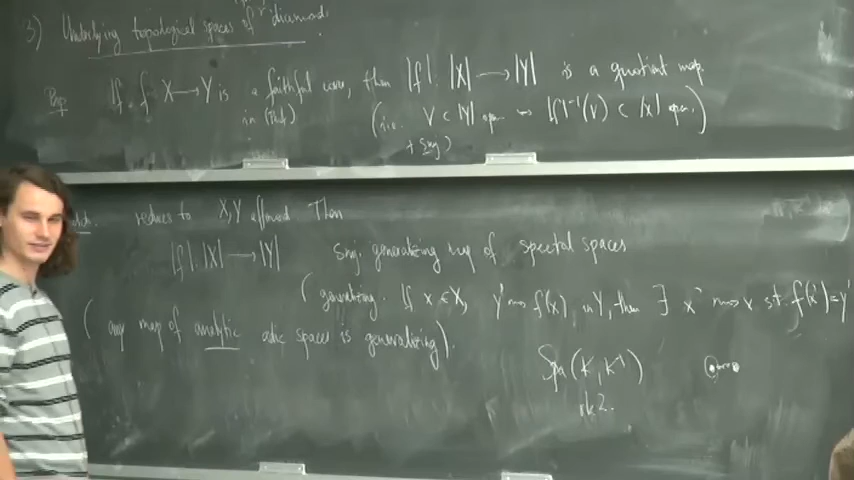 3) Underlying topological spaces of diamonds.
Prop If f: X → Y is a faithful cover, then |f|: |X| → |Y| is a quotient map
in (Perf) (i.e. V ⊂ |Y| open ⟺ |f|⁻¹(V) ⊂ |X| open.)
+ surj)
reduces to X, Y affinoid Then
|f|: |X| → |Y| surj. generalizing map of spectral spaces
(generalizing. If x ∈ X, y' ⇝ f(x), in Y, then ∃ x' ⇝ x s.t. f(x') = y'
(any map of analytic adic spaces is generalizing).
Spa(K, K⁺)
rk 2.